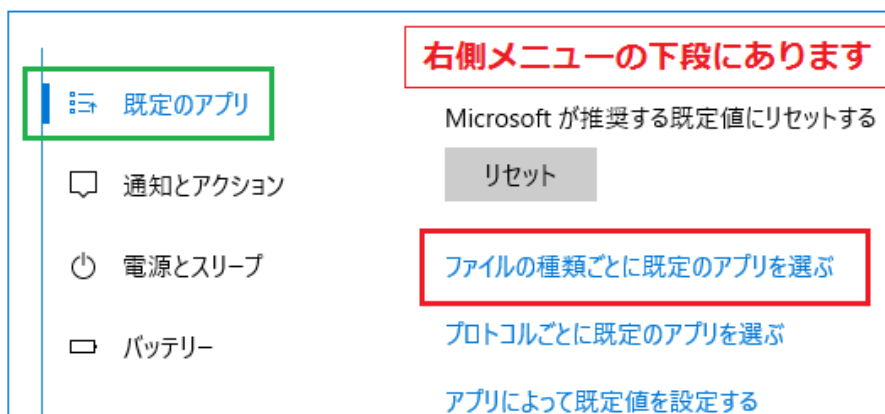 右側メニューの下段にあります
既定のアプリ
Microsoft が推奨する既定値にリセットする
リセット
通知とアクション
電源とスリープ
ファイルの種類ごとに既定のアプリを選ぶ
プロトコルごとに既定のアプリを選ぶ
バッテリー
アプリによって既定値を設定する